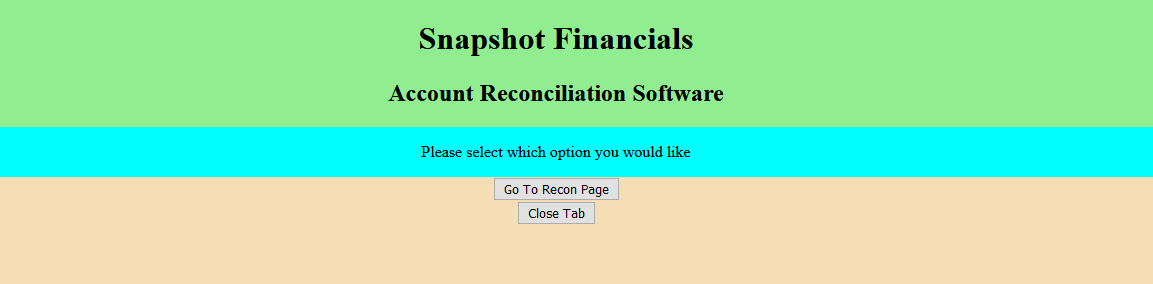 Snapshot Financials
Account Reconciliation Software
Please select which option you would like
Go To Recon Page
Close Tab